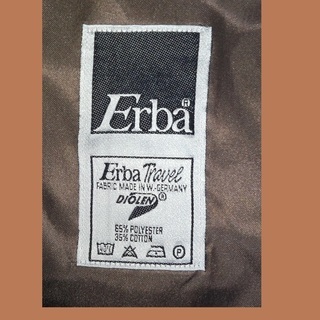 Erba®
Erba Travel
FABRIC MADE IN W.-GERMANY
DIOLEN®
65% POLYESTER
35% COTTON
P